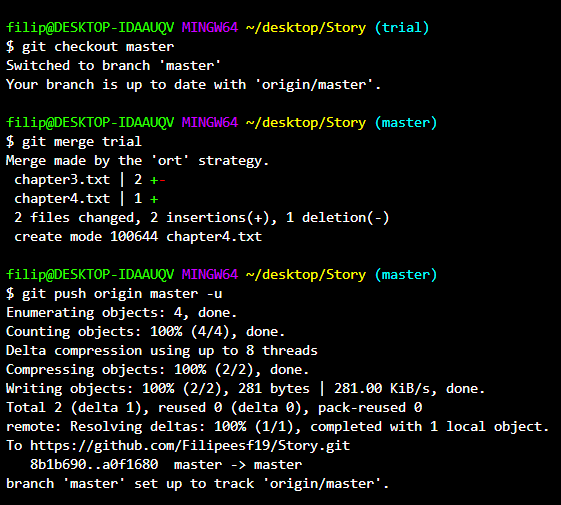 filip@DESKTOP-IDAAUQV MINGW64 ~/desktop/Story (trial)
$ git checkout master
Switched to branch 'master'
Your branch is up to date with 'origin/master'.
filip@DESKTOP-IDAAUQV MINGW64 ~/desktop/Story (master)
$ git merge trial
Merge made by the 'ort' strategy.
 chapter3.txt | 2 +-
 chapter4.txt | 1 +
 2 files changed, 2 insertions(+), 1 deletion(-)
 create mode 100644 chapter4.txt
filip@DESKTOP-IDAAUQV MINGW64 ~/desktop/Story (master)
$ git push origin master -u
Enumerating objects: 4, done.
Counting objects: 100% (4/4), done.
Delta compression using up to 8 threads
Compressing objects: 100% (2/2), done.
Writing objects: 100% (2/2), 281 bytes | 281.00 KiB/s, done.
Total 2 (delta 1), reused 0 (delta 0), pack-reused 0
remote: Resolving deltas: 100% (1/1), completed with 1 local object.
To https://github.com/Filipeesf19/Story.git
   8b1b690..a0f1680  master -> master
branch 'master' set up to track 'origin/master'.